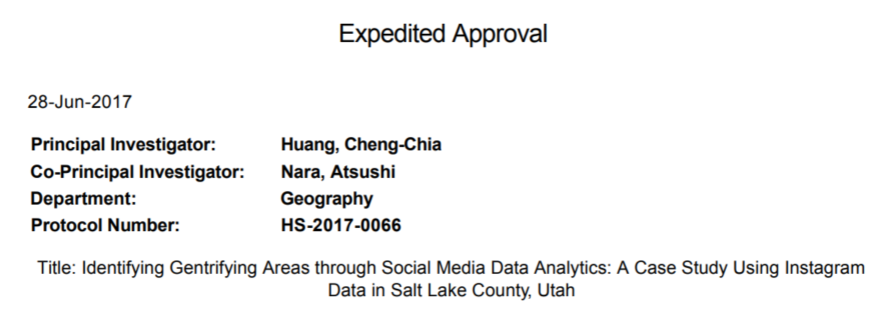 Expedited Approval
28-Jun-2017
Principal Investigator: Huang, Cheng-Chia
Co-Principal Investigator: Nara, Atsushi
Department: Geography
Protocol Number: HS-2017-0066
Title: Identifying Gentrifying Areas through Social Media Data Analytics: A Case Study Using Instagram
Data in Salt Lake County, Utah